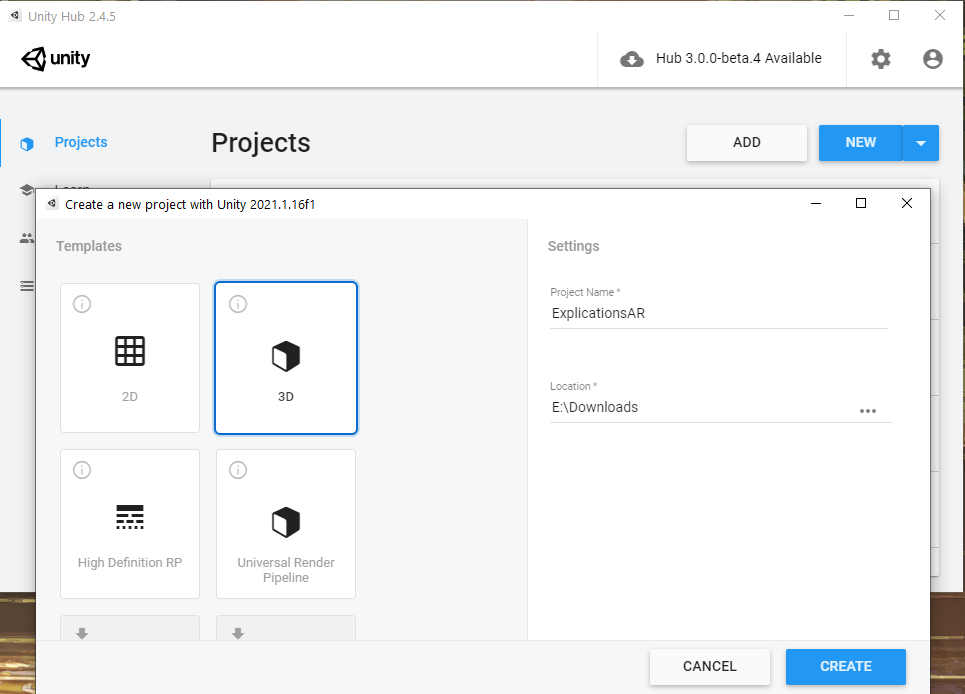 Unity Hub 2.4.5
unity
Hub 3.0.0-beta.4 Available
Projects
Projects
ADD
NEW
Learn
Create a new project with Unity 2021.1.16f1
Templates
Settings
2D
3D
Project Name *
ExplicationsAR
Location *
E:\Downloads
•••
High Definition RP
Universal Render
Pipeline
CANCEL
CREATE